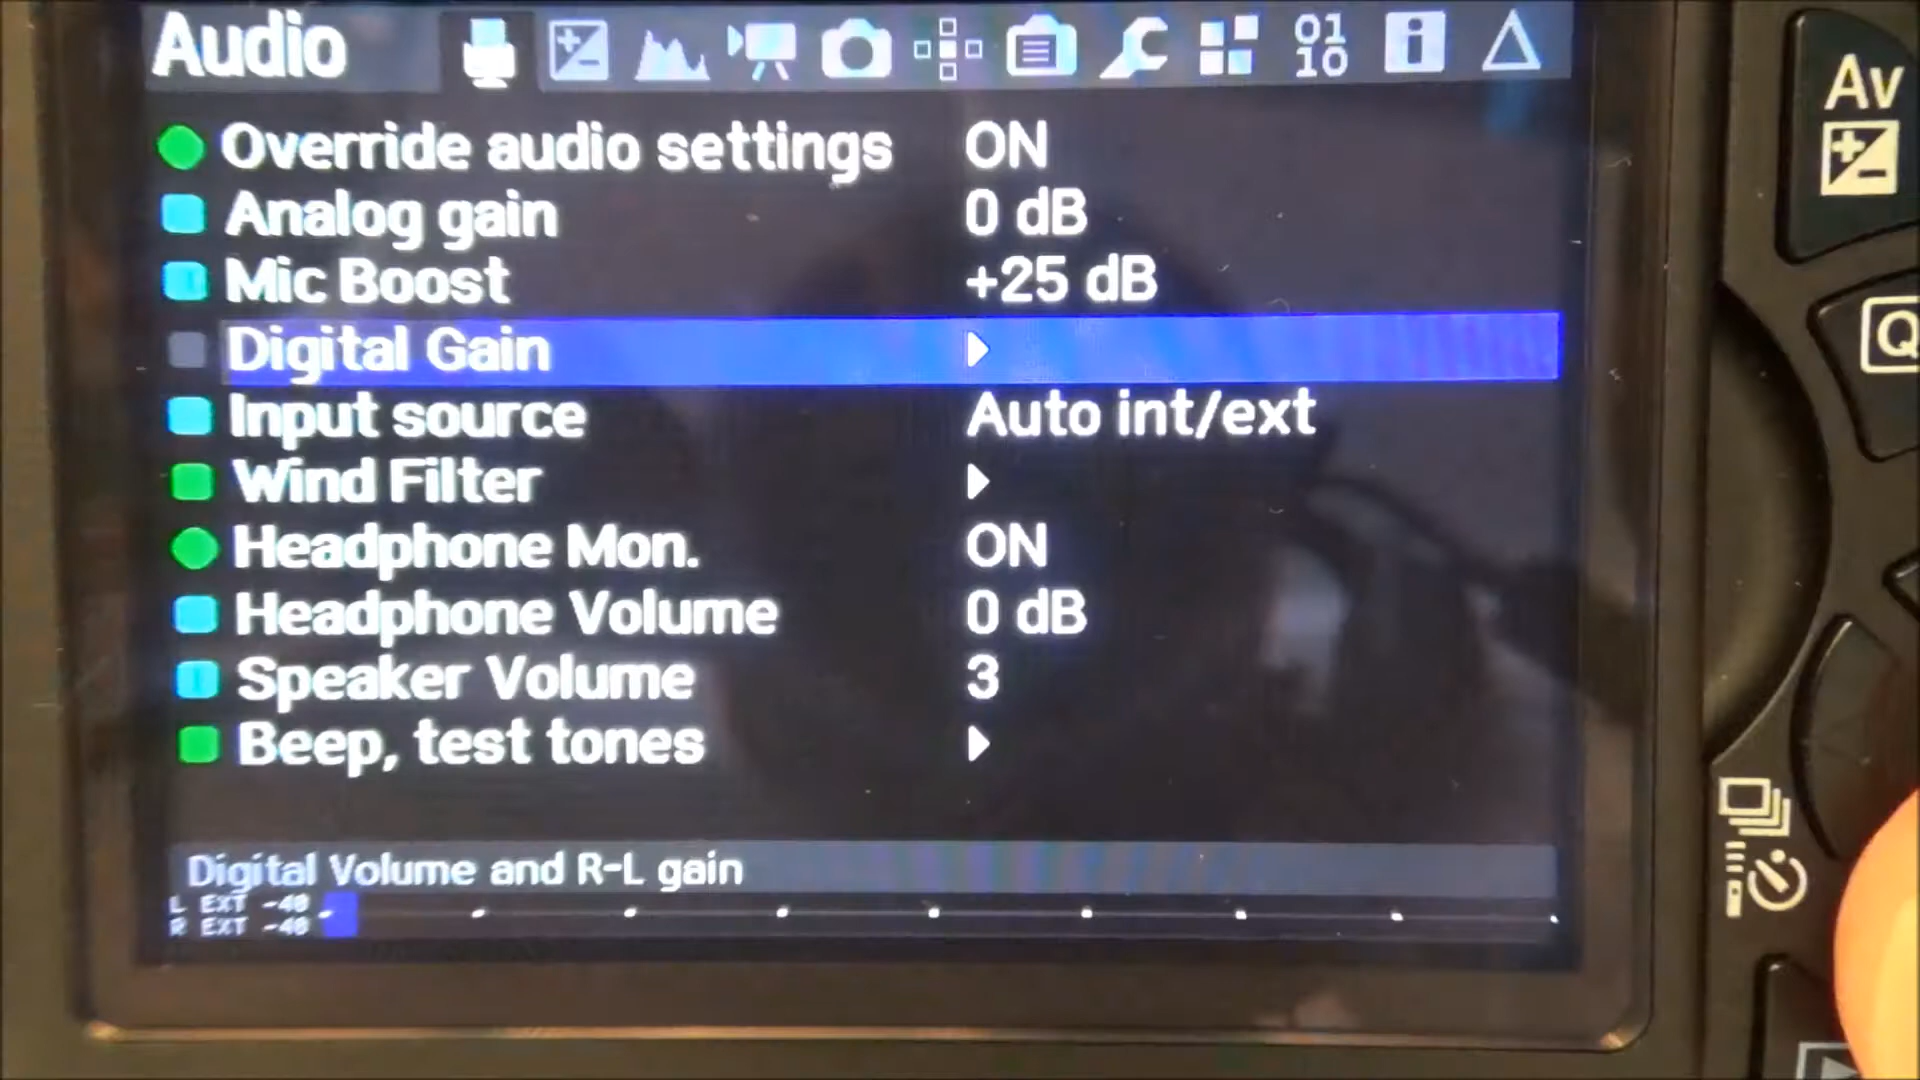 Audio
01
10
Override audio settings ON
Analog gain 0 dB
Mic Boost +25 dB
Digital Gain
Input source Auto int/ext
Wind Filter
Headphone Mon. ON
Headphone Volume 0 dB
Speaker Volume 3
Beep, test tones
Digital Volume and R-L gain
L EXT -40
R EXT -40
Av
Q